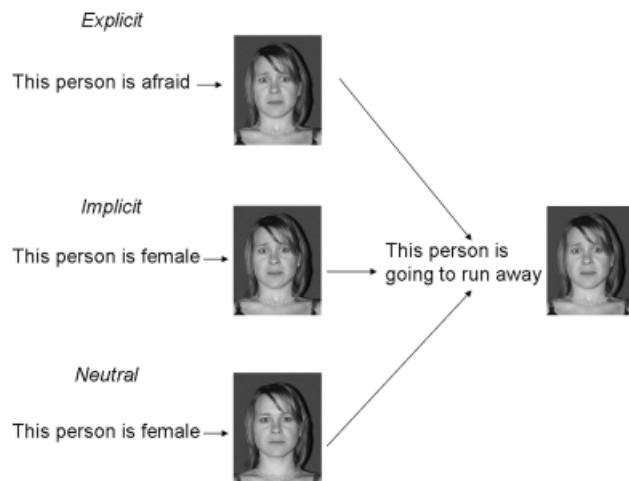 Explicit
This person is afraid
Implicit
This person is female
This person is
going to run away
Neutral
This person is female